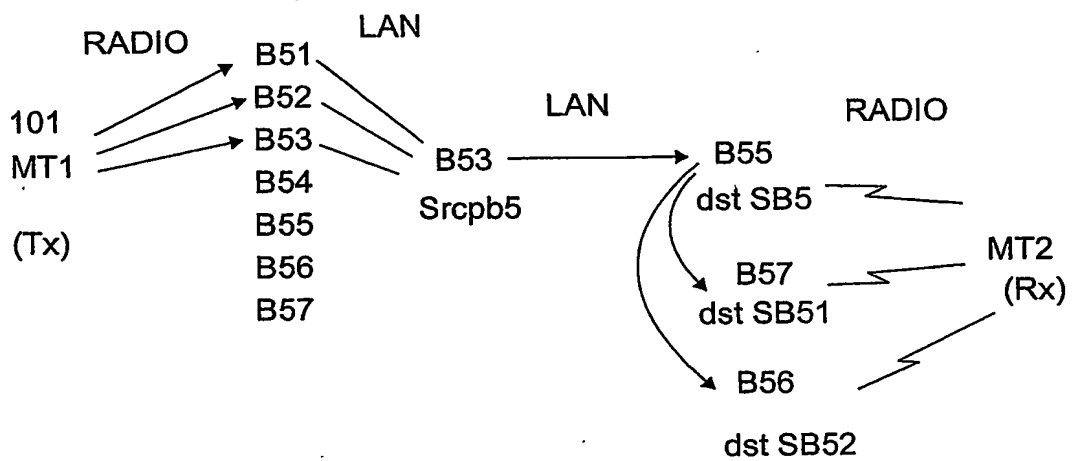 RADIO
LAN
101
MT1
(Tx)
B51
B52
B53
B54
B55
B56
B57
B53
Srcpb5
LAN
RADIO
B55
dst SB5
B57
dst SB51
B56
dst SB52
MT2
(Rx)